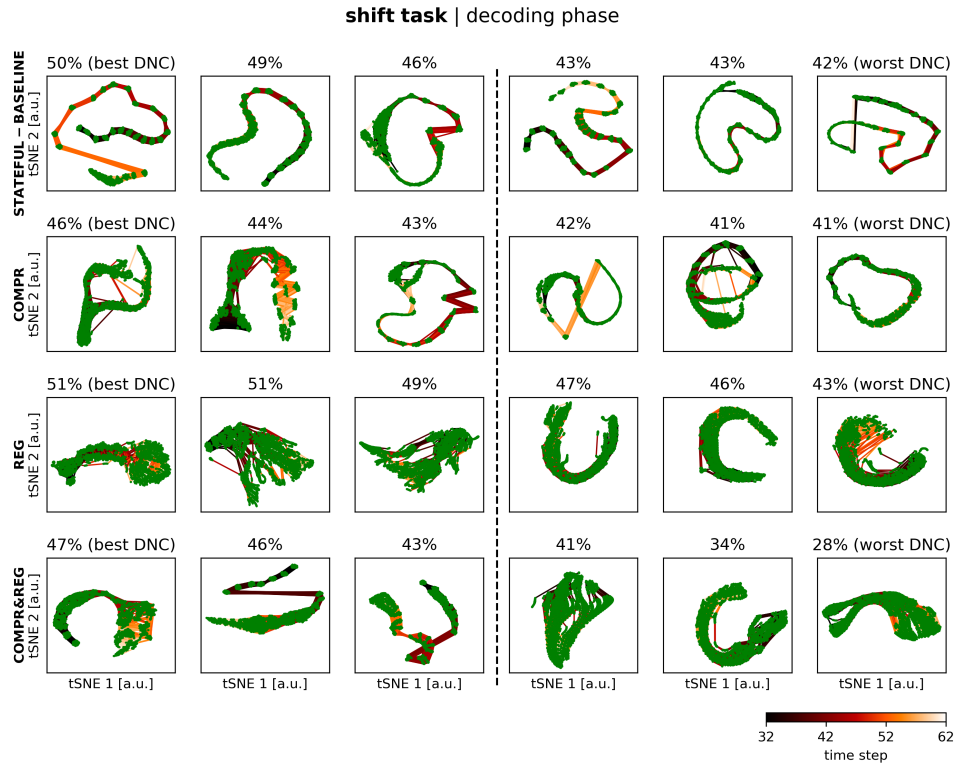 shift task | decoding phase
50% (best DNC) 49% 46% 43% 43% 42% (worst DNC)
STATEFUL – BASELINE
tSNE 2 [a.u.]
46% (best DNC) 44% 43% 42% 41% 41% (worst DNC)
COMPR
tSNE 2 [a.u.]
51% (best DNC) 51% 49% 47% 46% 43% (worst DNC)
REG
tSNE 2 [a.u.]
47% (best DNC) 46% 43% 41% 34% 28% (worst DNC)
COMPR&REG
tSNE 2 [a.u.]
tSNE 1 [a.u.] tSNE 1 [a.u.] tSNE 1 [a.u.] tSNE 1 [a.u.] tSNE 1 [a.u.] tSNE 1 [a.u.]
32 42 52 62
time step